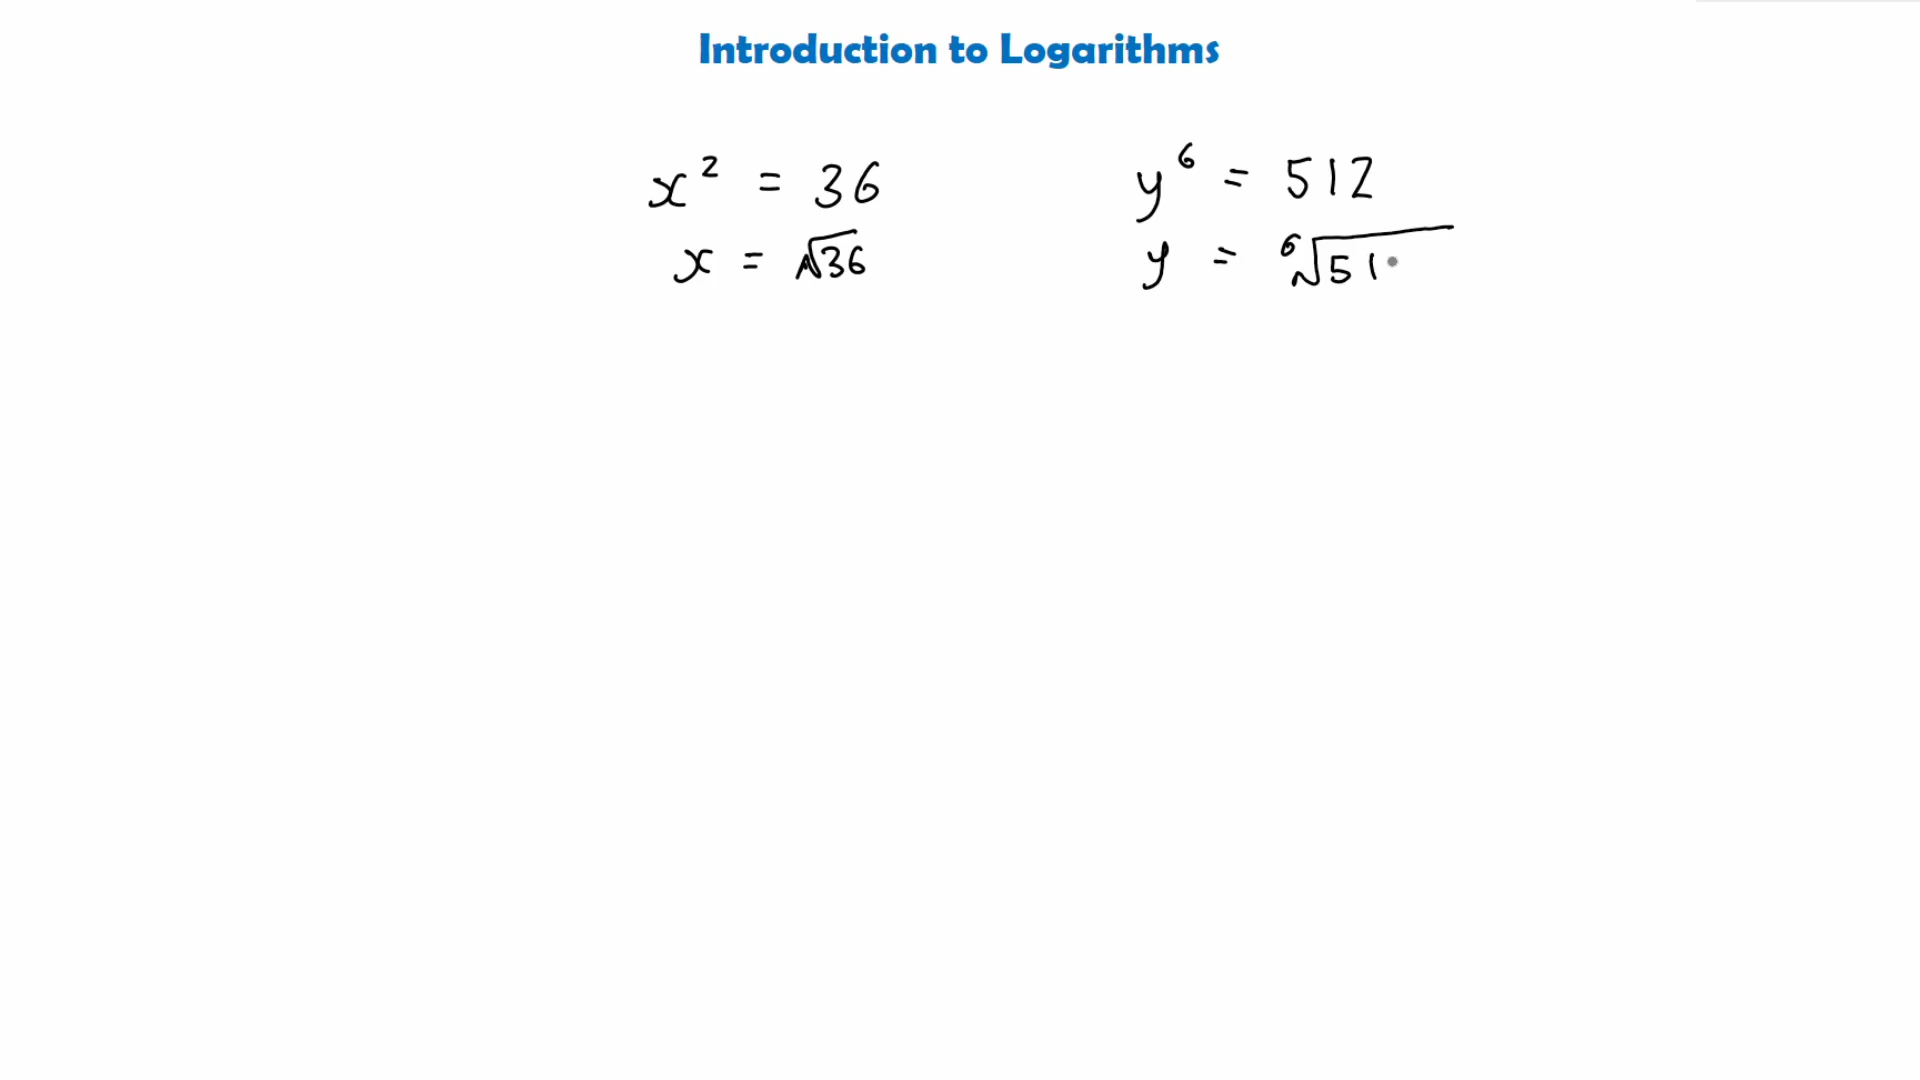 Introduction to Logarithms
x² = 36
y⁶ = 512
x = √36
y = ⁶√51